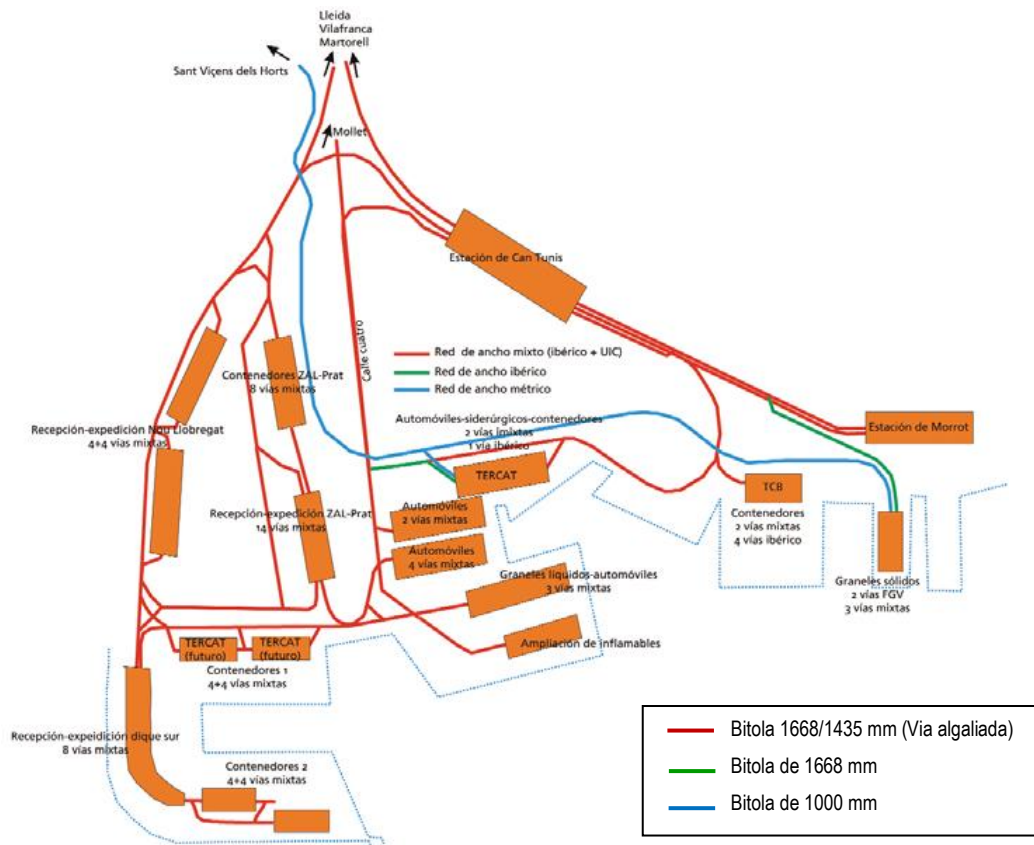 Lleida
Vilafranca
Martorell
Sant Viçens dels Horts
Mollet
Estación de Can Tunis
Calle cuatro
Red de ancho mixto (ibérico + UIC)
Red de ancho ibérico
Red de ancho métrico
Contenedores ZAL-Prat
8 vías mixtas
Automóviles-siderúrgicos-contenedores
2 vías imixtas
1 via ibérico
Recepción-expedición Nou Llobregat
4+4 vías mixtas
Estación de Morrot
TERCAT
TCB
Contenedores
2 vías mixtas
4 vías ibérico
Recepción-expedición ZAL-Prat
14 vías mixtas
Automóviles
2 vías mixtas
Automóviles
4 vías mixtas
Graneles líquidos-automóviles
3 vías mixtas
Graneles sólidos
2 vías FGV
3 vías mixtas
Ampliación de inflamables
TERCAT
(futuro)
TERCAT
(futuro)
Contenedores 1
4+4 vías mixtas
Recepción-expeidición dique sur
8 vías mixtas
Contenedores 2
4+4 vías mixtas
Bitola 1668/1435 mm (Via algaliada)
Bitola de 1668 mm
Bitola de 1000 mm